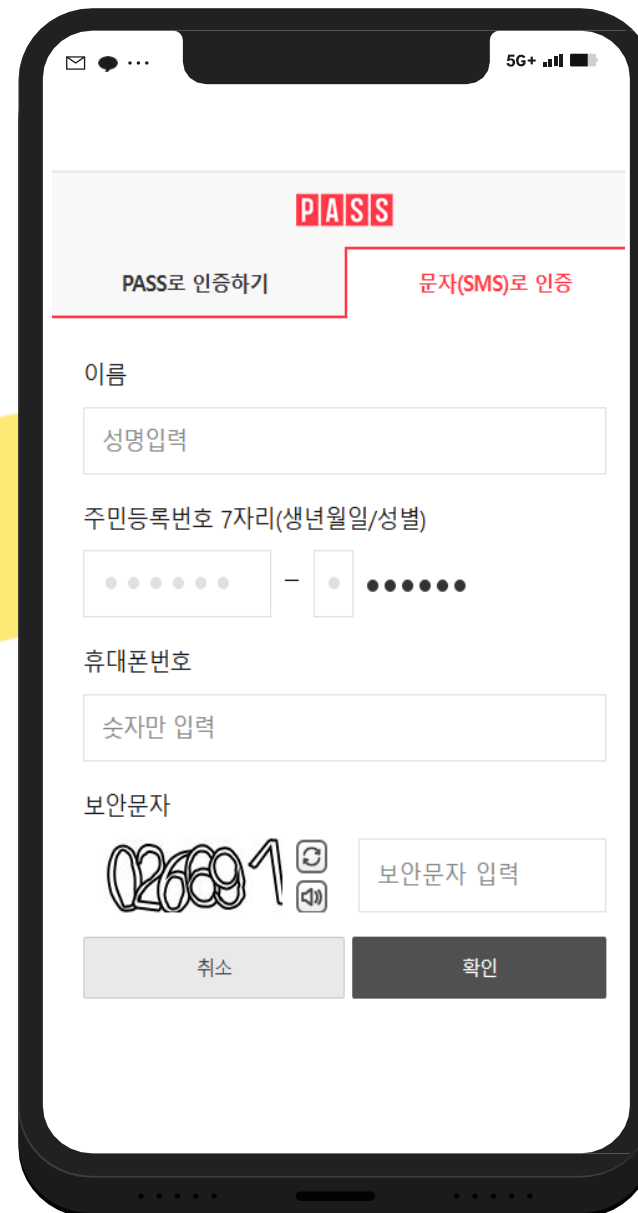 5G+
PASS
PASS로 인증하기
문자(SMS)로 인증
이름
성명입력
주민등록번호 7자리(생년월일/성별)
–
휴대폰번호
숫자만 입력
보안문자
026691
보안문자 입력
취소
확인